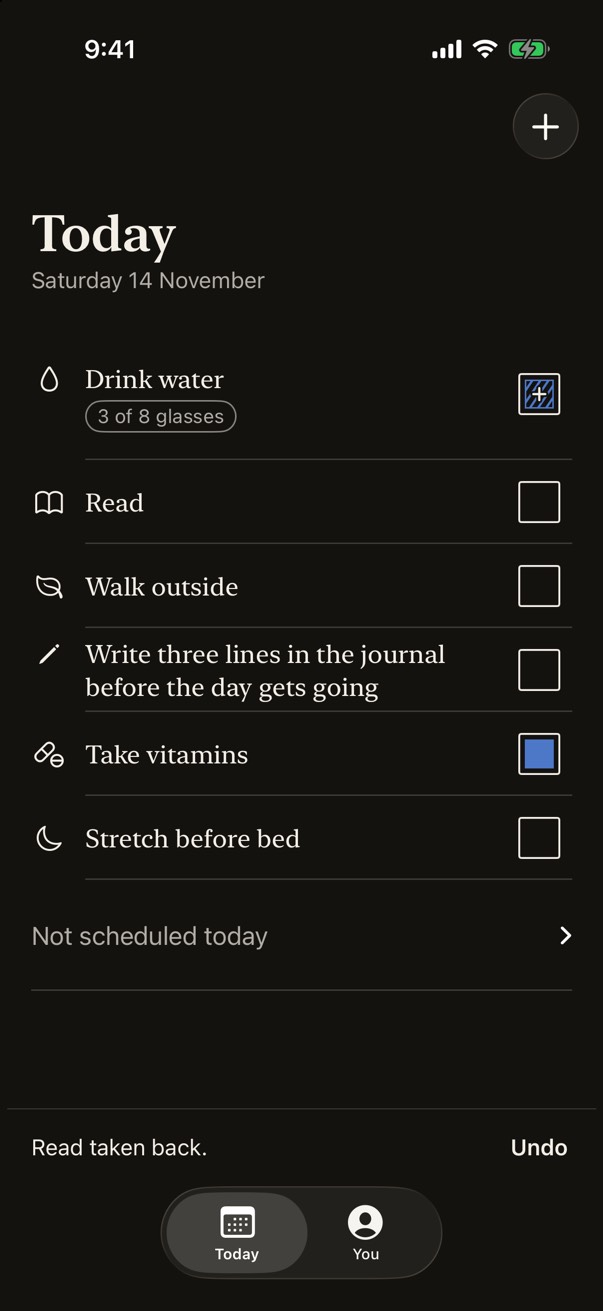 9:41
Today
Saturday 14 November
Drink water
3 of 8 glasses
Read
Walk outside
Write three lines in the journal
before the day gets going
Take vitamins
Stretch before bed
Not scheduled today
Read taken back.
Undo
Today
You